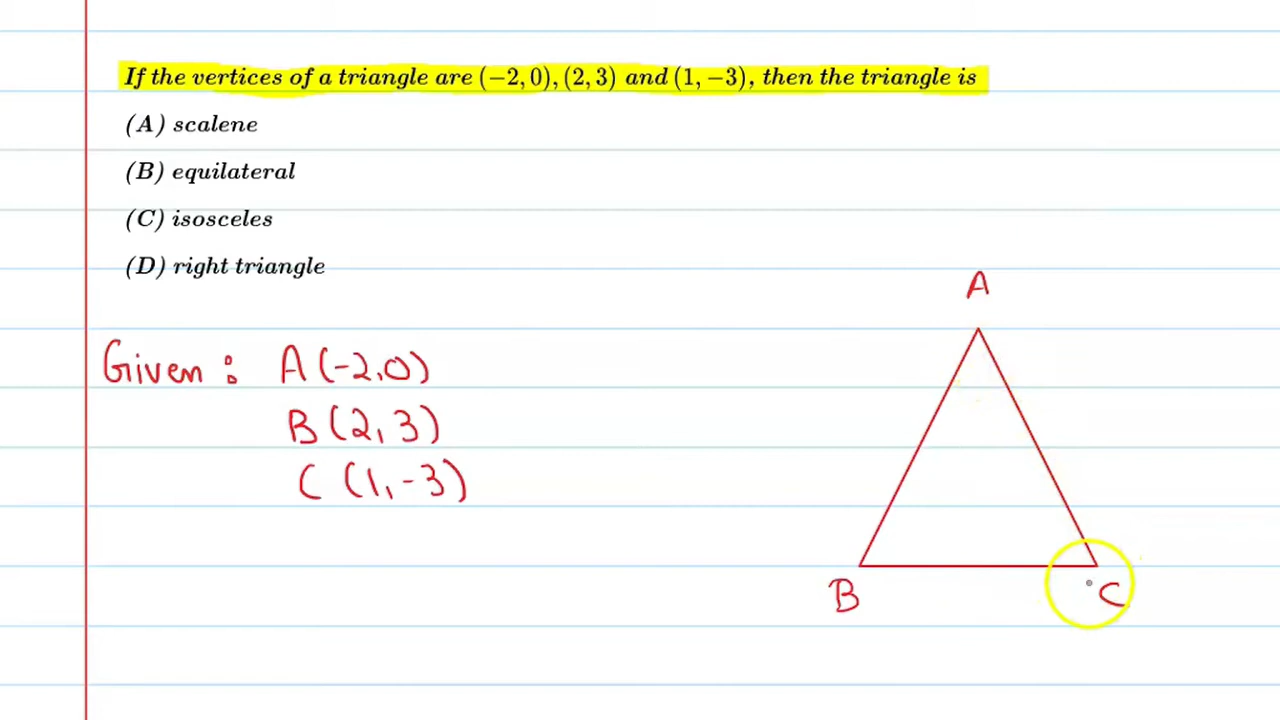 If the vertices of a triangle are (−2, 0), (2, 3) and (1, −3), then the triangle is
(A) scalene
(B) equilateral
(C) isosceles
(D) right triangle
A
Given : A (-2,0)
B (2, 3)
C (1, -3)
B C